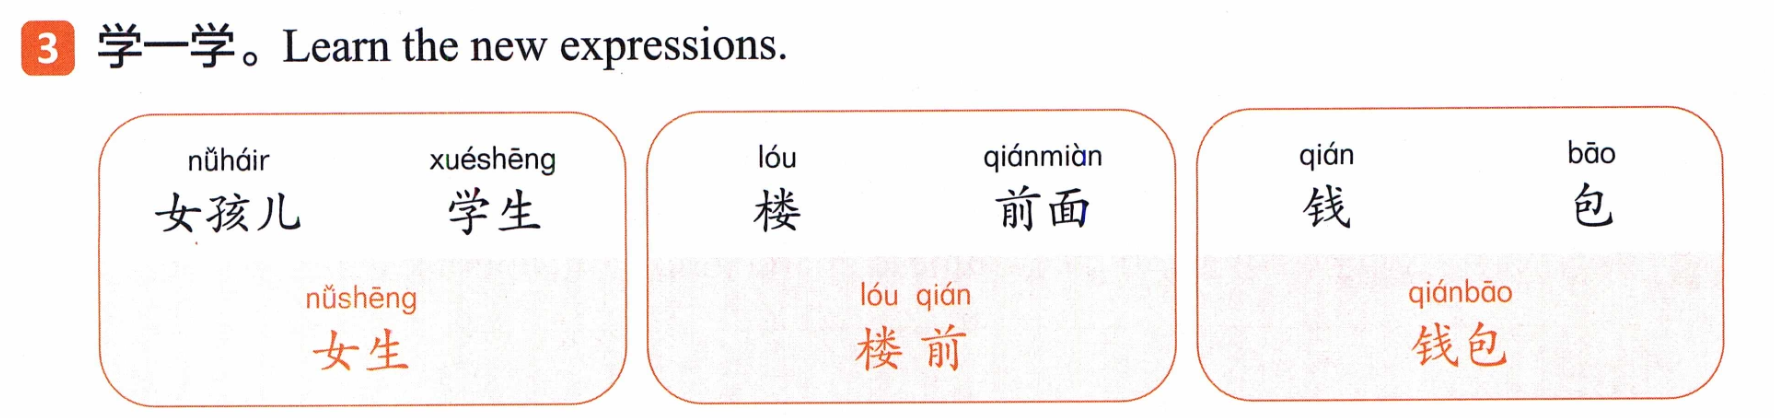 3 学一学。Learn the new expressions.
nǚháir xuéshēng
女孩儿 学生
nǚshēng
女生
lóu qiánmiàn
楼 前面
lóu qián
楼 前
qián bāo
钱 包
qiánbāo
钱包